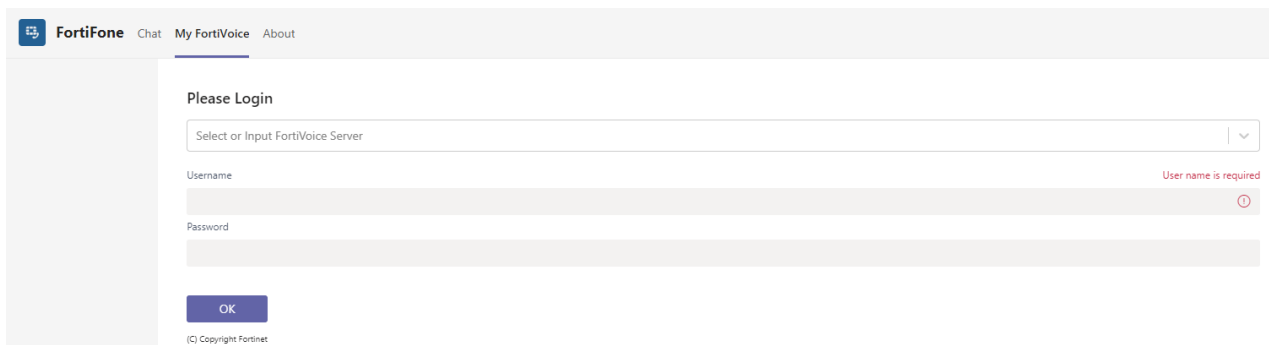 FortiFone Chat My FortiVoice About
Please Login
Select or Input FortiVoice Server
Username User name is required
Password
OK
(C) Copyright Fortinet